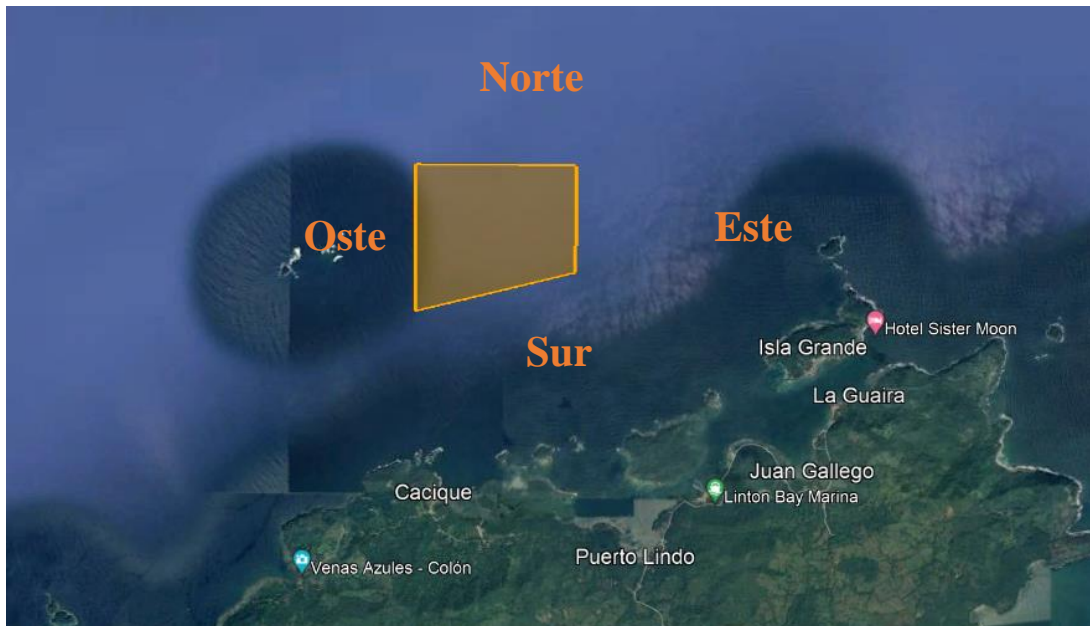 Norte
Oste
Este
Sur
Hotel Sister Moon
Isla Grande
La Guaira
Juan Gallego
Cacique
Linton Bay Marina
Puerto Lindo
Venas Azules - Colón